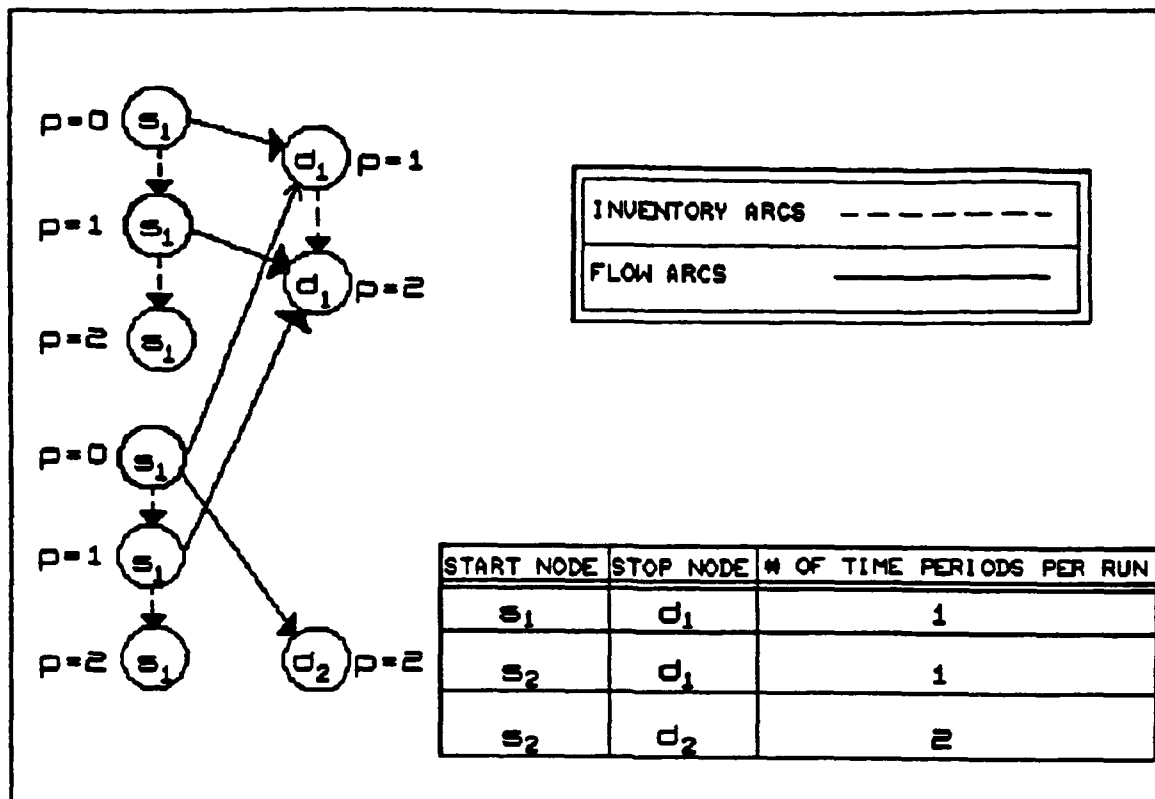 p=0 s1
d1 p=1
p=1 s1
d1 p=2
p=2 s1
p=0 s1
p=1 s1
p=2 s1
d2 p=2
INVENTORY ARCS
FLOW ARCS
START NODE STOP NODE # OF TIME PERIODS PER RUN
s1 d1 1
s2 d1 1
s2 d2 2